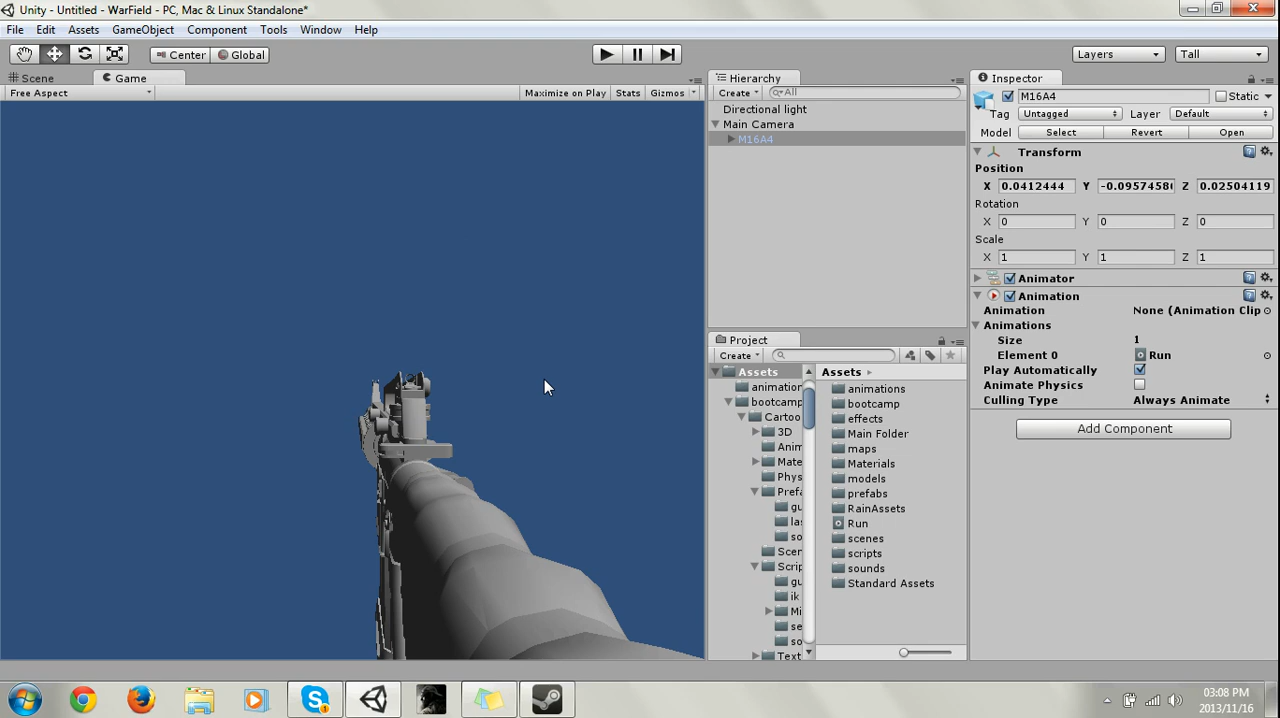 Unity - Untitled - WarField - PC, Mac & Linux Standalone*
File Edit Assets GameObject Component Tools Window Help
Center Global Layers Tall
Scene Game
Free Aspect Maximize on Play Stats Gizmos
Hierarchy
Create All
Directional light
Main Camera
M16A4
Project
Create
Assets
animation
bootcamp
Cartoo
3D
Anim
Mate
Phys
Prefa
gu
las
so
Scen
Scrip
gu
ik
Mi
se
so
Text
Assets
animations
bootcamp
effects
Main Folder
maps
Materials
models
prefabs
RainAssets
Run
scenes
scripts
sounds
Standard Assets
Inspector
M16A4 Static
Tag Untagged Layer Default
Model Select Revert Open
Transform
Position
X 0.0412444 Y -0.0957458 Z 0.02504119
Rotation
X 0 Y 0 Z 0
Scale
X 1 Y 1 Z 1
Animator
Animation
Animation None (Animation Clip
Animations
Size 1
Element 0 Run
Play Automatically
Animate Physics
Culling Type Always Animate
Add Component
03:08 PM
2013/11/16